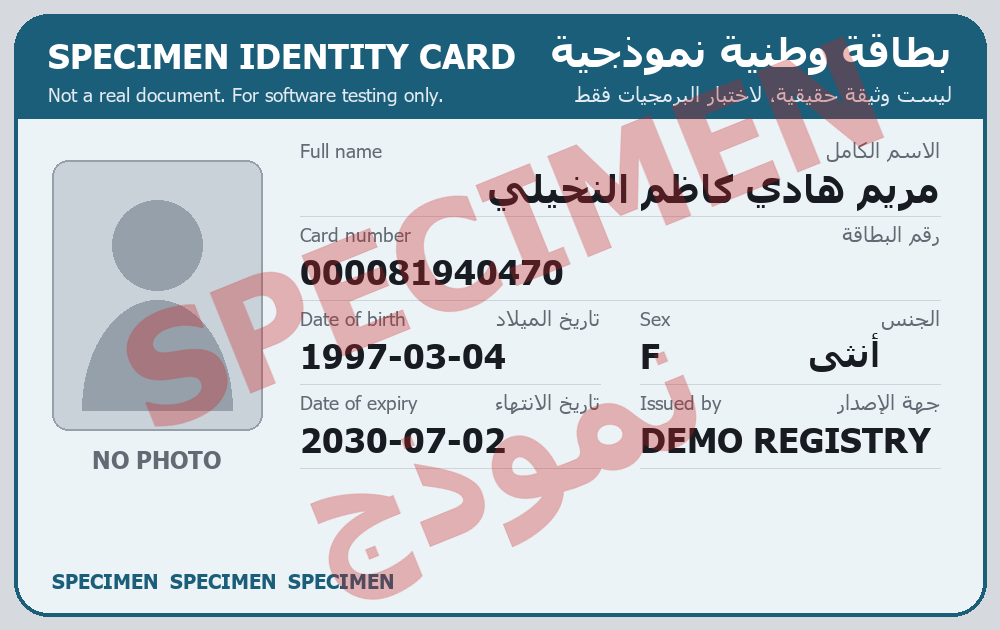 SPECIMEN IDENTITY CARD
بطاقة وطنية نموذجية
Not a real document. For software testing only.
ليست وثيقة حقيقية، لاختبار البرمجيات فقط
Full name
الاسم الكامل
مريم هادي كاظم النخيلي
Card number
رقم البطاقة
000081940470
Date of birth
تاريخ الميلاد
Sex
الجنس
1997-03-04
F
أنثى
Date of expiry
تاريخ الانتهاء
Issued by
جهة الإصدار
2030-07-02
DEMO REGISTRY
NO PHOTO
SPECIMEN SPECIMEN SPECIMEN
SPECIMEN
نموذج